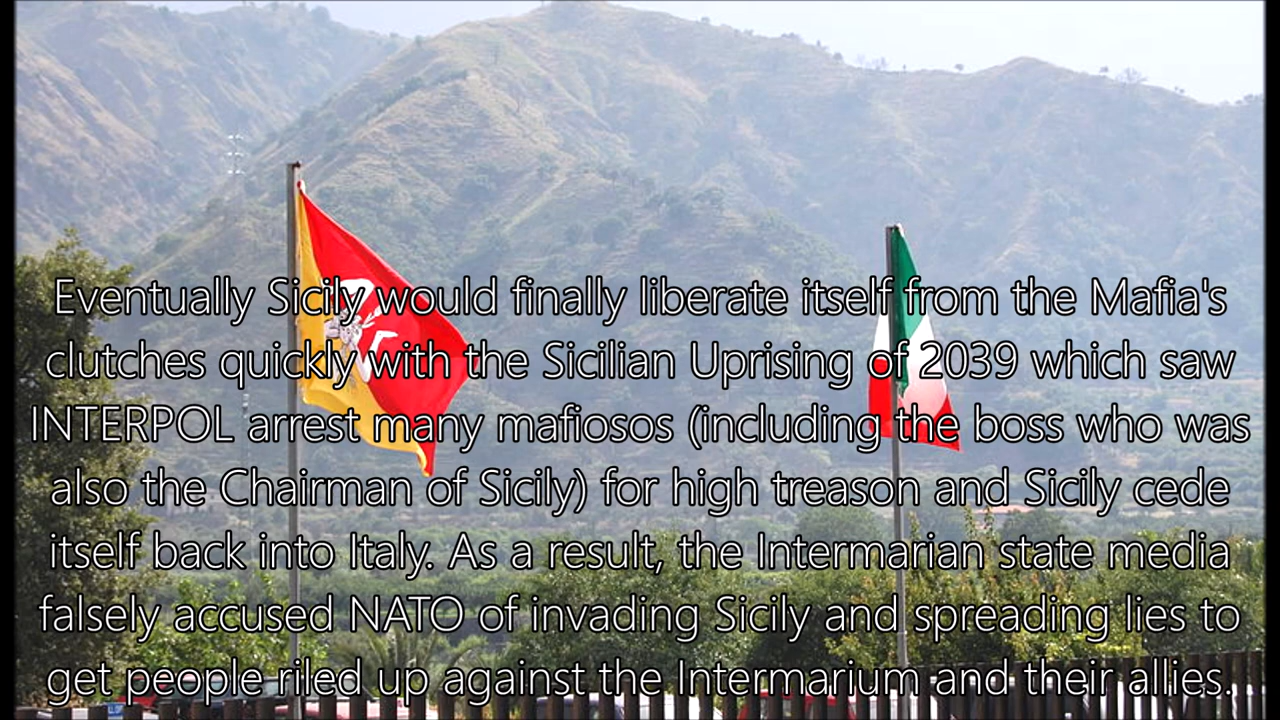 Eventually Sicily would finally liberate itself from the Mafia's
clutches quickly with the Sicilian Uprising of 2039 which saw
INTERPOL arrest many mafiosos (including the boss who was
also the Chairman of Sicily) for high treason and Sicily cede
itself back into Italy. As a result, the Intermarian state media
falsely accused NATO of invading Sicily and spreading lies to
get people riled up against the Intermarium and their allies.